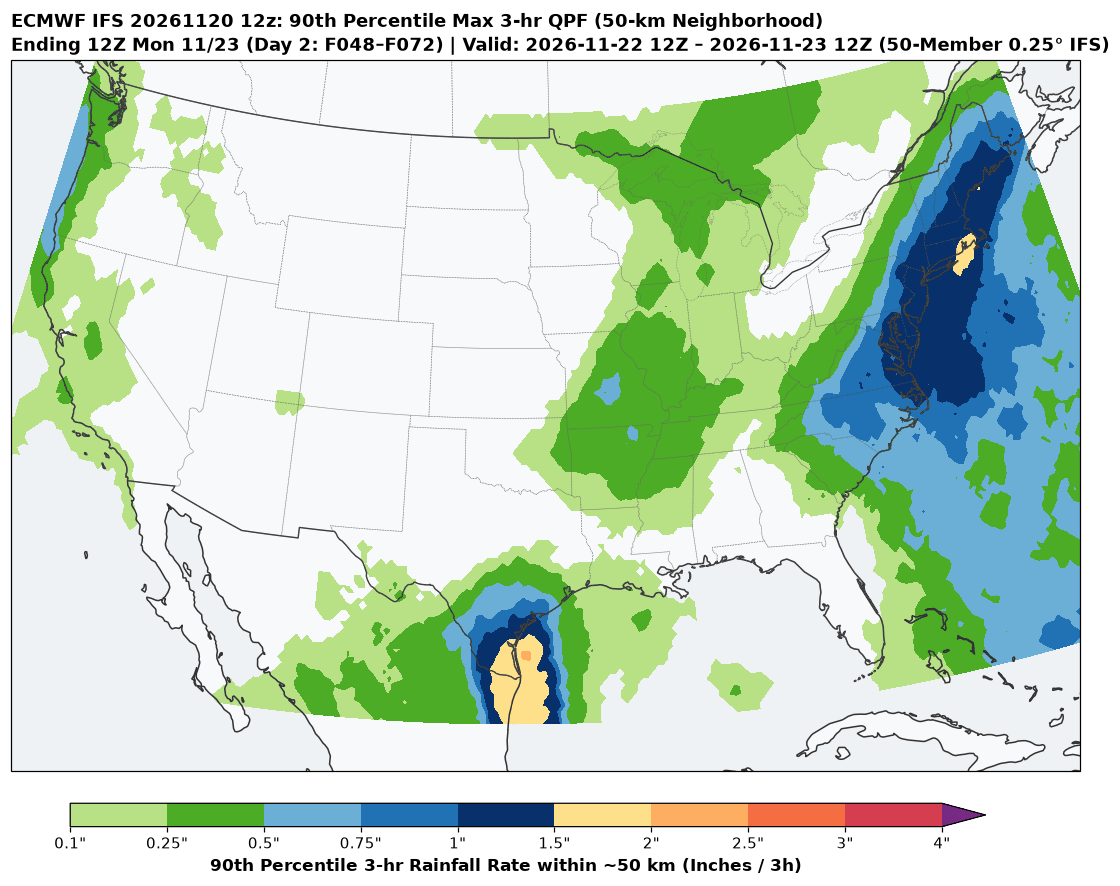 ECMWF IFS 20261120 12z: 90th Percentile Max 3-hr QPF (50-km Neighborhood)
Ending 12Z Mon 11/23 (Day 2: F048–F072) | Valid: 2026-11-22 12Z – 2026-11-23 12Z (50-Member 0.25° IFS)
0.1" 0.25" 0.5" 0.75" 1" 1.5" 2" 2.5" 3" 4"
90th Percentile 3-hr Rainfall Rate within ~50 km (Inches / 3h)